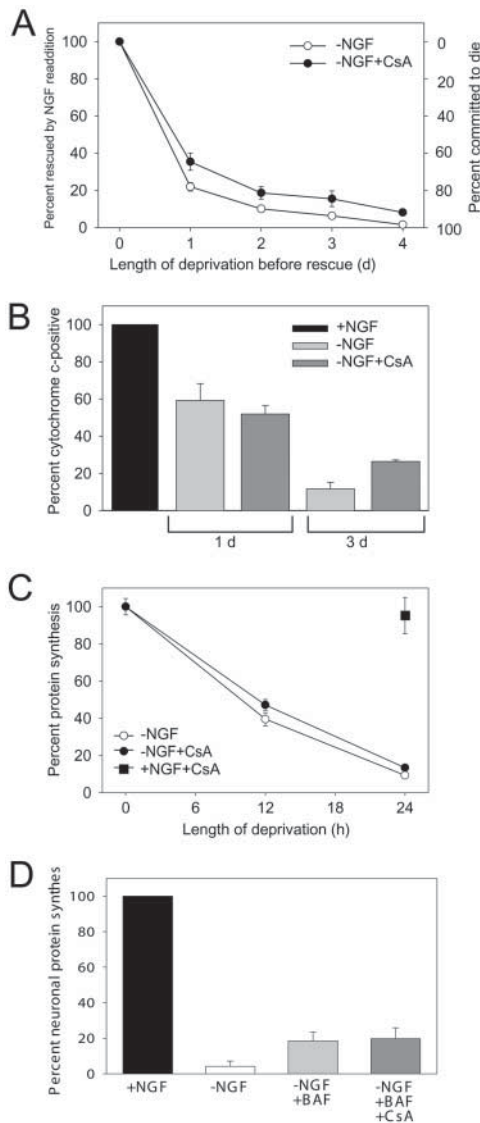 A
Percent rescued by NGF readdition
100
80
60
40
20
0
-NGF
-NGF+CsA
0
20
40
60
80
100
Percent committed to die
0 1 2 3 4
Length of deprivation before rescue (d)
B
Percent cytochrome c-positive
100
80
60
40
20
0
+NGF
-NGF
-NGF+CsA
1 d 3 d
C
Percent protein synthesis
100
80
60
40
20
0
-NGF
-NGF+CsA
+NGF+CsA
0 6 12 18 24
Length of deprivation (h)
D
Percent neuronal protein synthes
100
80
60
40
20
0
+NGF -NGF -NGF -NGF
+BAF +BAF
+CsA